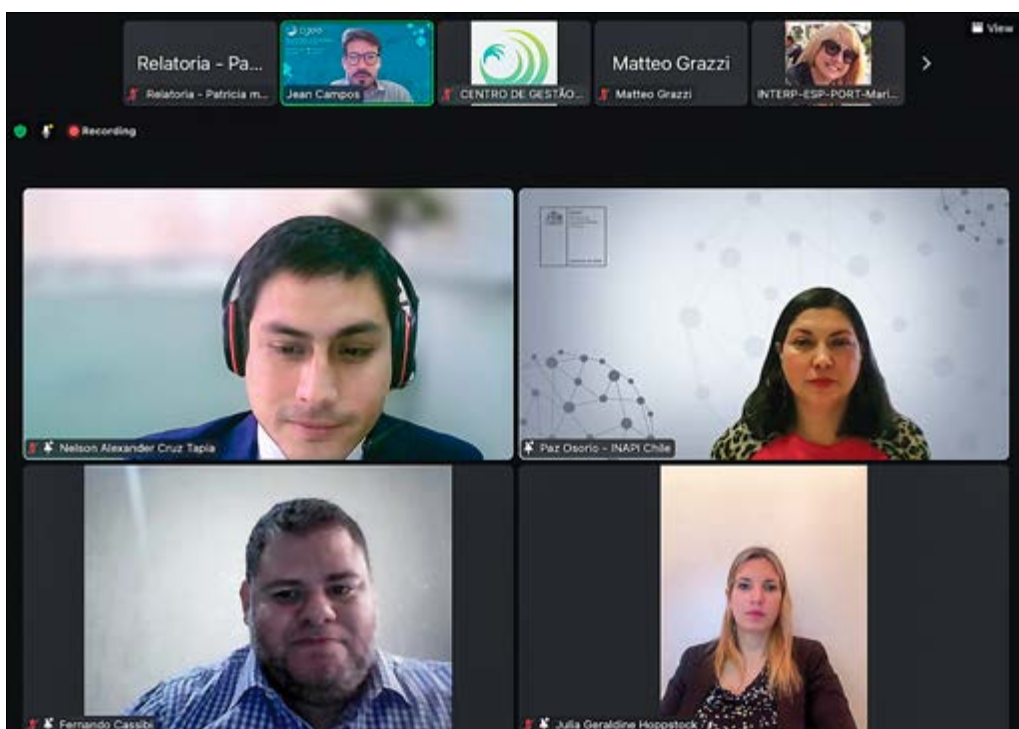 View
Relatoria - Pa...
Matteo Grazzi
cgee
Relatoria - Patricia m...
Jean Campos
CENTRO DE GESTÃO...
Matteo Grazzi
INTERP-ESP-PORT-Mari...
Recording
Nelson Alexander Cruz Tapia
Paz Osorio - INAPI Chile
Fernando Cassibi
Julia Geraldine Hoppstock